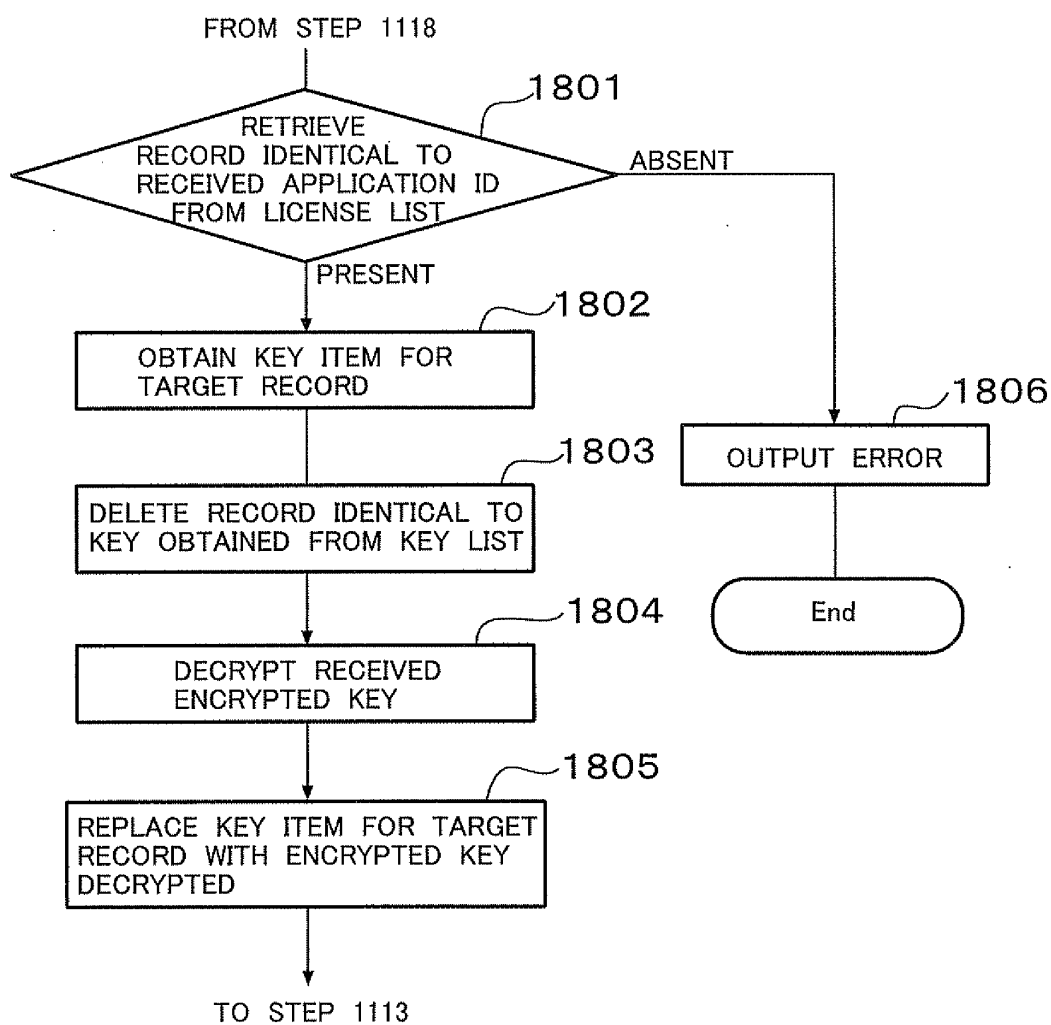 FROM STEP 1118
1801
RETRIEVE
RECORD IDENTICAL TO
RECEIVED APPLICATION ID
FROM LICENSE LIST
ABSENT
PRESENT
1802
OBTAIN KEY ITEM FOR
TARGET RECORD
1806
OUTPUT ERROR
1803
DELETE RECORD IDENTICAL TO
KEY OBTAINED FROM KEY LIST
End
1804
DECRYPT RECEIVED
ENCRYPTED KEY
1805
REPLACE KEY ITEM FOR TARGET
RECORD WITH ENCRYPTED KEY
DECRYPTED
TO STEP 1113